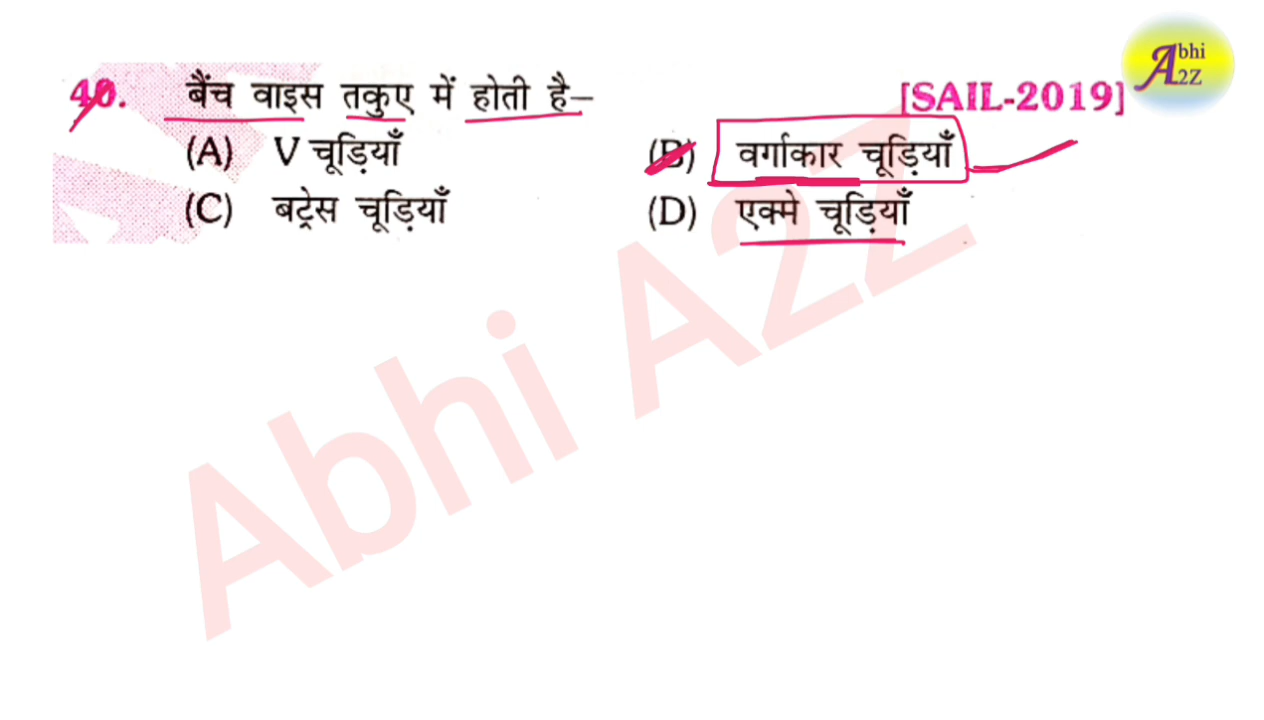 Abhi A2Z
40. बैंच वाइस तकुए में होती है– [SAIL-2019]
(A) V चूड़ियाँ (B) वर्गाकार चूड़ियाँ
(C) बट्रेस चूड़ियाँ (D) एक्मे चूड़ियाँ
Abhi A2Z